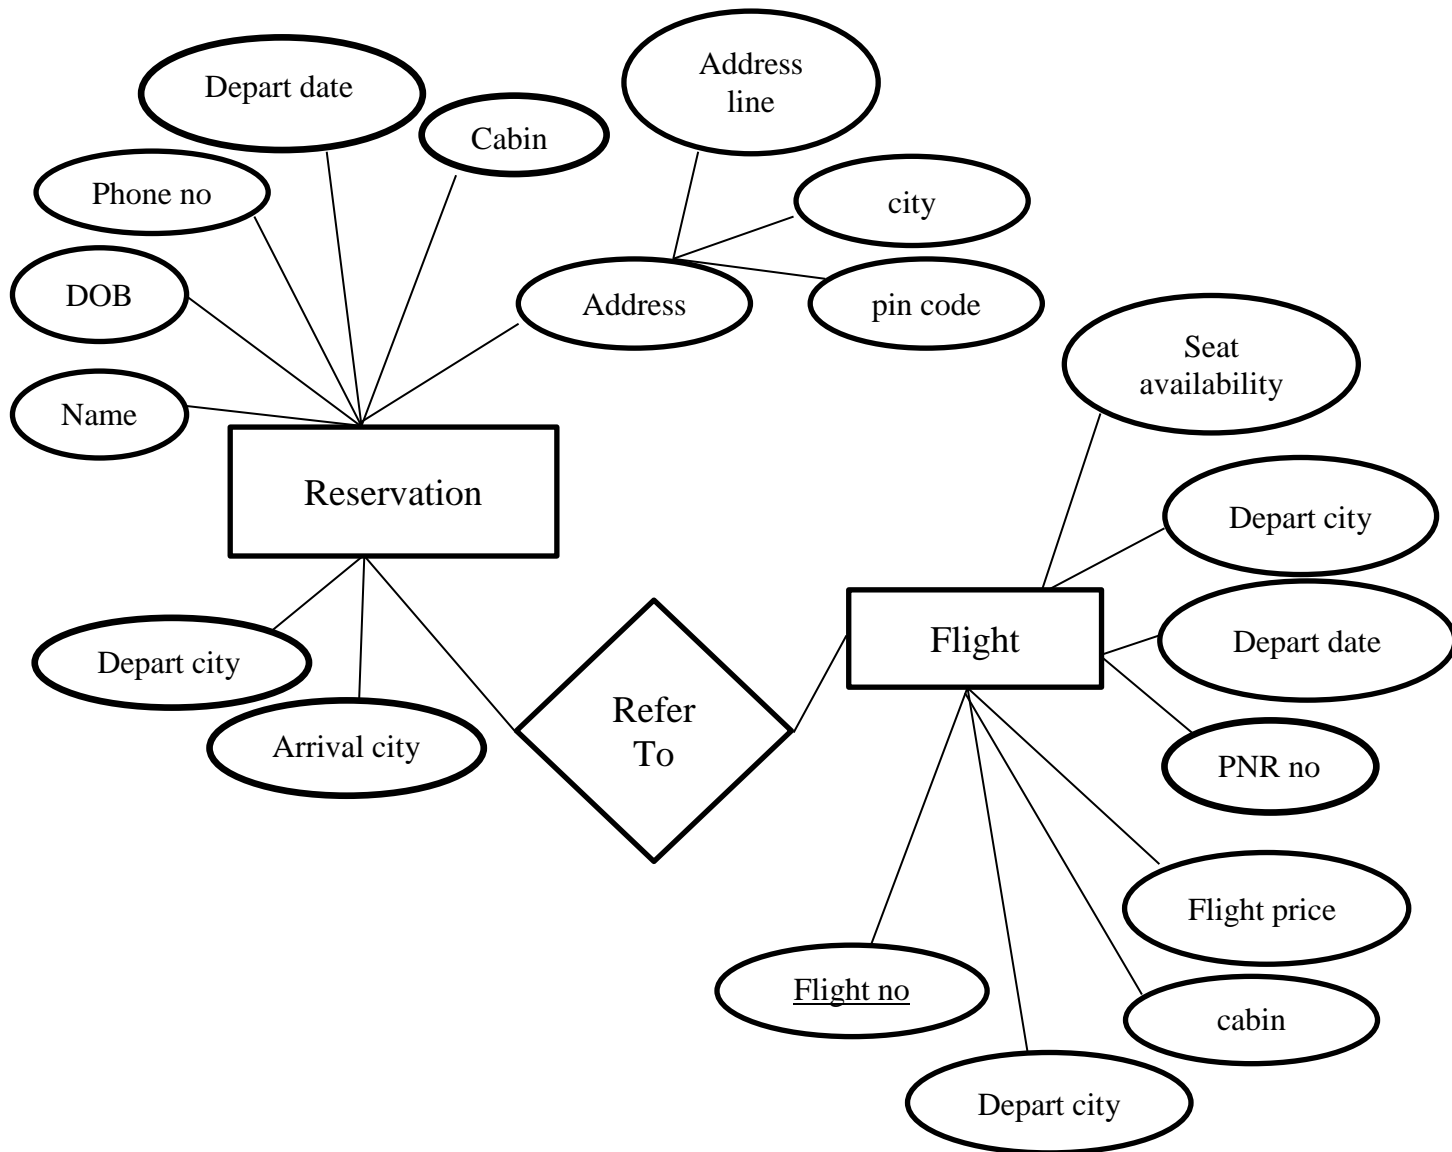 Address
line
Depart date
Cabin
Phone no
city
DOB
Address
pin code
Seat
availability
Name
Reservation
Depart city
Flight
Depart date
Depart city
Refer
To
Arrival city
PNR no
Flight price
Flight no
cabin
Depart city